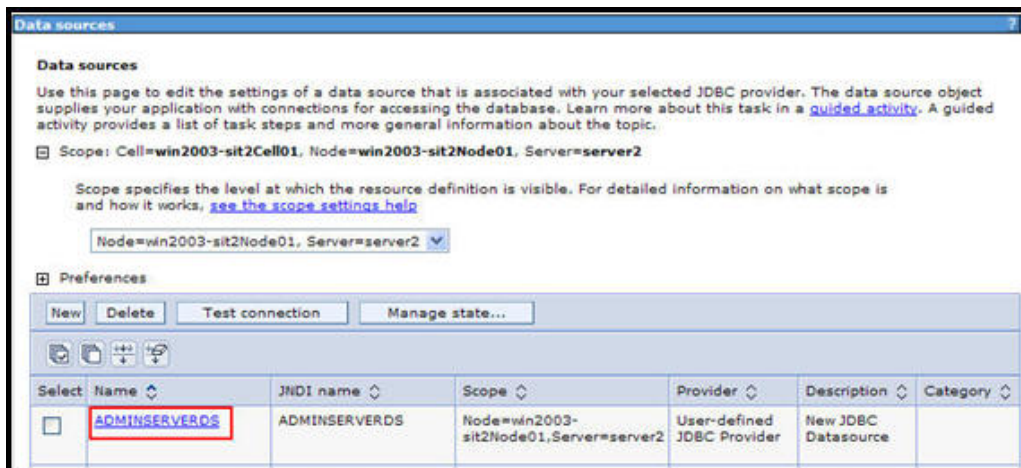 Data sources
?
Data sources
Use this page to edit the settings of a data source that is associated with your selected JDBC provider. The data source object
supplies your application with connections for accessing the database. Learn more about this task in a guided activity. A guided
activity provides a list of task steps and more general information about the topic.
Scope: Cell=win2003-sit2Cell01, Node=win2003-sit2Node01, Server=server2
Scope specifies the level at which the resource definition is visible. For detailed information on what scope is
and how it works, see the scope settings help
Node=win2003-sit2Node01, Server=server2
Preferences
New Delete Test connection Manage state...
Select Name JNDI name Scope Provider Description Category
ADMINSERVERDS ADMINSERVERDS Node=win2003- User-defined New JDBC
sit2Node01,Server=server2 JDBC Provider Datasource